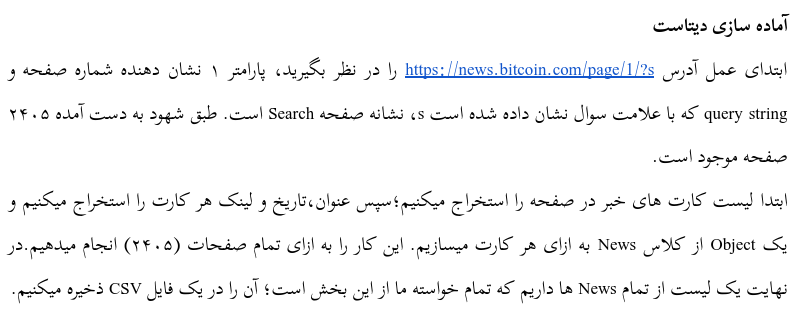 آماده سازی دیتاست
ابتدای عمل آدرس https://news.bitcoin.com/page/1/?s را در نظر بگیرید، پارامتر ۱ نشان دهنده شماره صفحه و
query string که با علامت سوال نشان داده شده است s، نشانه صفحه Search است. طبق شهود به دست آمده ۲۴۰۵
صفحه موجود است.
ابتدا لیست کارت های خبر در صفحه را استخراج میکنیم؛سپس عنوان،تاریخ و لینک هر کارت را استخراج میکنیم و
یک Object از کلاس News به ازای هر کارت میسازیم. این کار را به ازای تمام صفحات (۲۴۰۵) انجام میدهیم.در
نهایت یک لیست از تمام News ها داریم که تمام خواسته ما از این بخش است؛ آن را در یک فایل CSV ذخیره میکنیم.